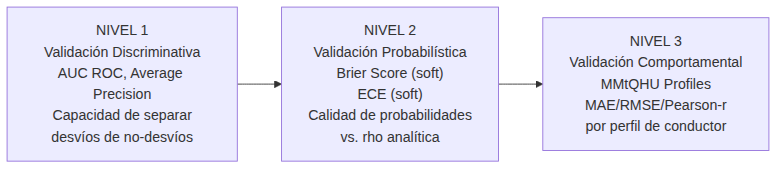 NIVEL 1
Validación Discriminativa
AUC ROC, Average
Precision
Capacidad de separar
desvíos de no-desvíos
NIVEL 2
Validación Probabilística
Brier Score (soft)
ECE (soft)
Calidad de probabilidades
vs. rho analítica
NIVEL 3
Validación Comportamental
MMtQHU Profiles
MAE/RMSE/Pearson-r
por perfil de conductor